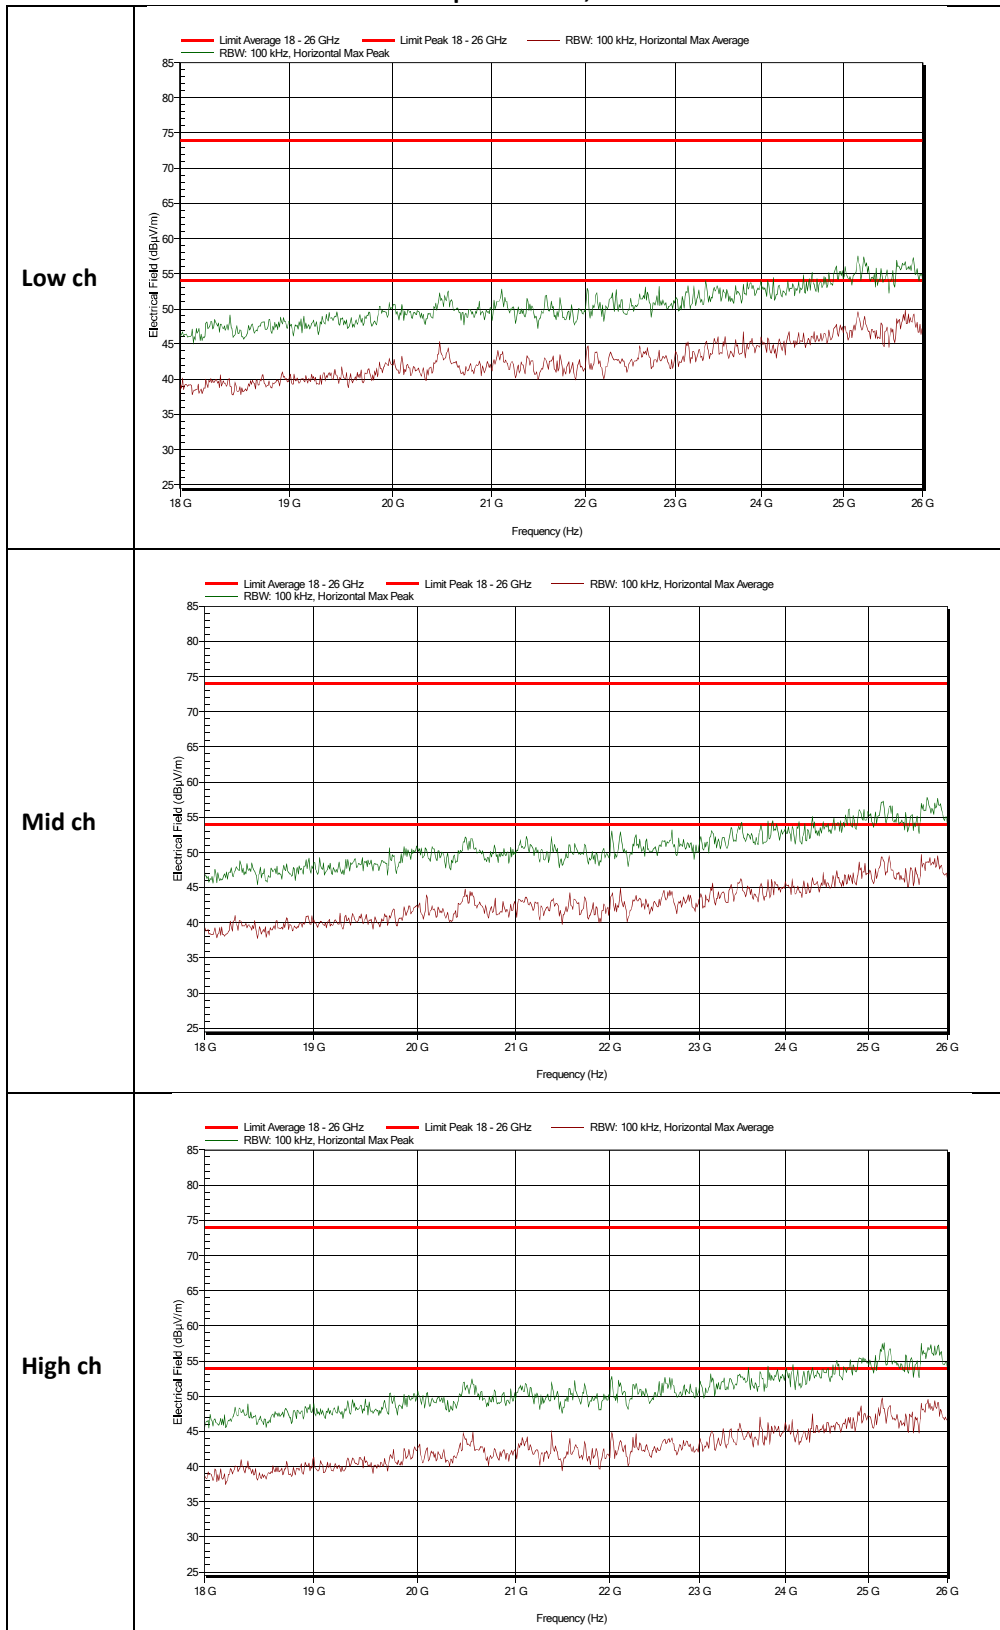 Low ch
Limit Average 18 - 26 GHz Limit Peak 18 - 26 GHz RBW: 100 kHz, Horizontal Max Average
RBW: 100 kHz, Horizontal Max Peak
Electrical Field (dBµV/m)
85
80
75
70
65
60
55
50
45
40
35
30
25
18 G 19 G 20 G 21 G 22 G 23 G 24 G 25 G 26 G
Frequency (Hz)
Mid ch
Limit Average 18 - 26 GHz Limit Peak 18 - 26 GHz RBW: 100 kHz, Horizontal Max Average
RBW: 100 kHz, Horizontal Max Peak
Electrical Field (dBµV/m)
85
80
75
70
65
60
55
50
45
40
35
30
25
18 G 19 G 20 G 21 G 22 G 23 G 24 G 25 G 26 G
Frequency (Hz)
High ch
Limit Average 18 - 26 GHz Limit Peak 18 - 26 GHz RBW: 100 kHz, Horizontal Max Average
RBW: 100 kHz, Horizontal Max Peak
Electrical Field (dBµV/m)
85
80
75
70
65
60
55
50
45
40
35
30
25
18 G 19 G 20 G 21 G 22 G 23 G 24 G 25 G 26 G
Frequency (Hz)